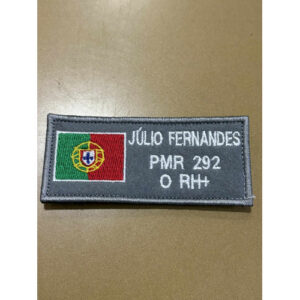 JÚLIO FERNANDES
PMR 292
O RH+